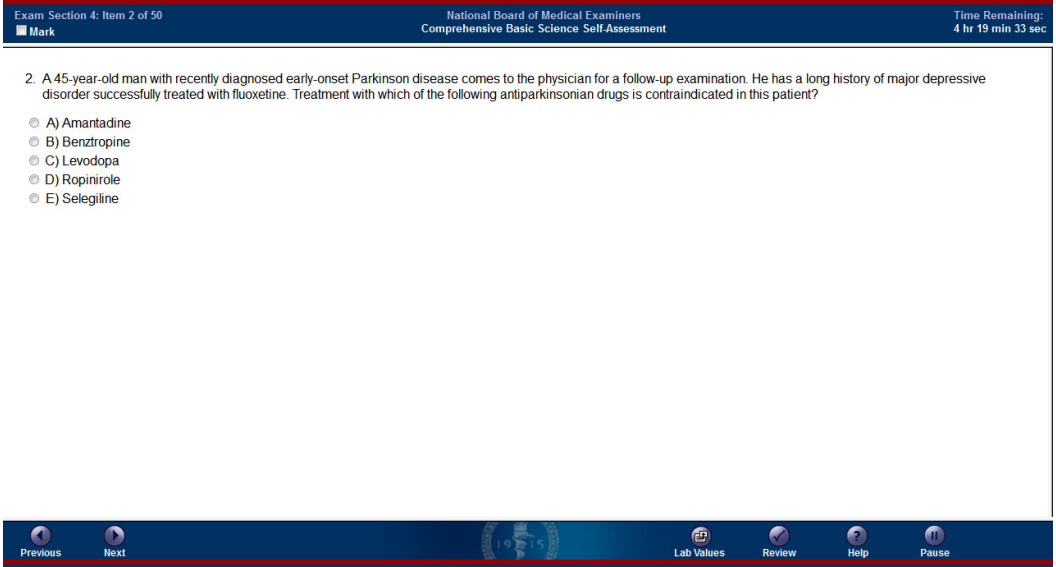 Exam Section 4: Item 2 of 50
National Board of Medical Examiners
Time Remaining:
Mark
Comprehensive Basic Science Self-Assessment
4 hr 19 min 33 sec
2. A 45-year-old man with recently diagnosed early-onset Parkinson disease comes to the physician for a follow-up examination. He has a long history of major depressive
disorder successfully treated with fluoxetine. Treatment with which of the following antiparkinsonian drugs is contraindicated in this patient?
A) Amantadine
B) Benztropine
C) Levodopa
D) Ropinirole
E) Selegiline
1915
Previous
Next
Lab Values
Review
Help
Pause